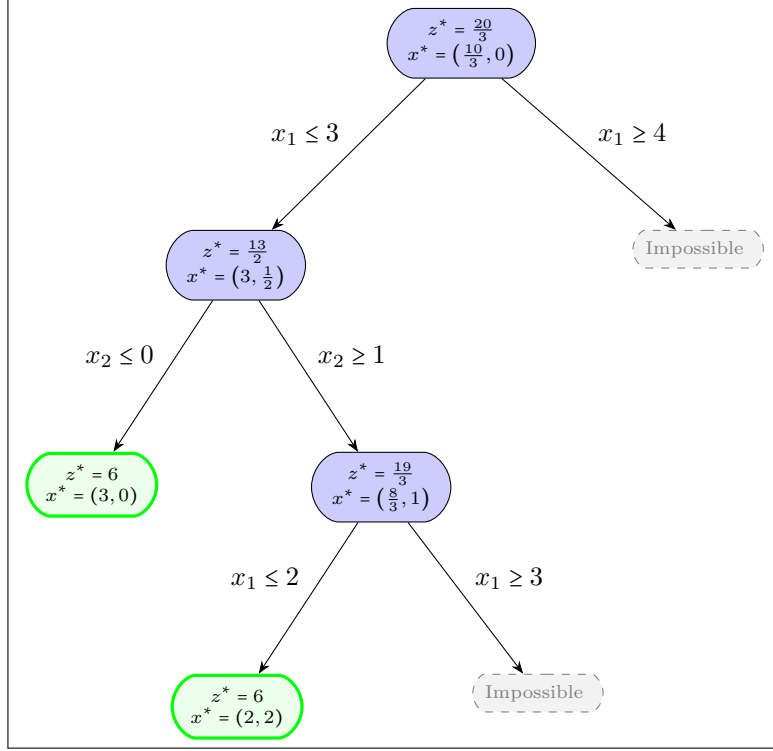 z* = 20/3
x* = (10/3, 0)
x₁ ≤ 3
x₁ ≥ 4
z* = 13/2
x* = (3, 1/2)
Impossible
x₂ ≤ 0
x₂ ≥ 1
z* = 6
x* = (3, 0)
z* = 19/3
x* = (8/3, 1)
x₁ ≤ 2
x₁ ≥ 3
z* = 6
x* = (2, 2)
Impossible